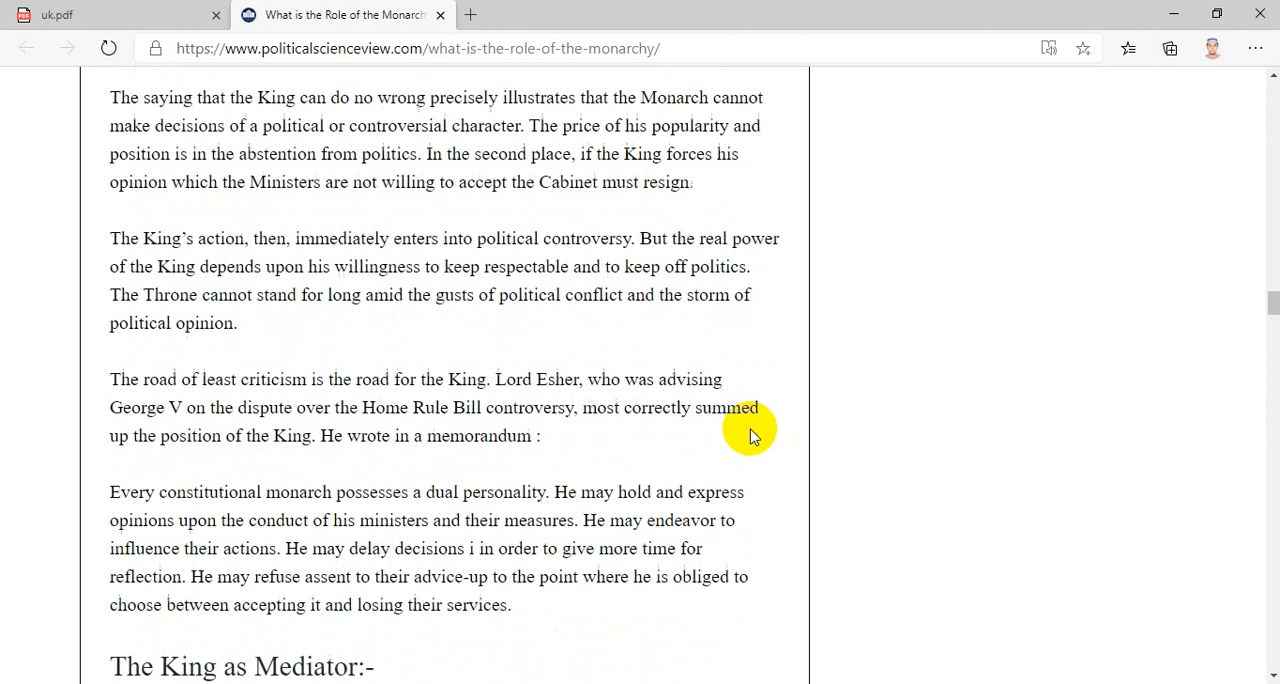 uk.pdf
What is the Role of the Monarch
https://www.politicalscienceview.com/what-is-the-role-of-the-monarchy/
The saying that the King can do no wrong precisely illustrates that the Monarch cannot
make decisions of a political or controversial character. The price of his popularity and
position is in the abstention from politics. In the second place, if the King forces his
opinion which the Ministers are not willing to accept the Cabinet must resign.
The King's action, then, immediately enters into political controversy. But the real power
of the King depends upon his willingness to keep respectable and to keep off politics.
The Throne cannot stand for long amid the gusts of political conflict and the storm of
political opinion.
The road of least criticism is the road for the King. Lord Esher, who was advising
George V on the dispute over the Home Rule Bill controversy, most correctly summed
up the position of the King. He wrote in a memorandum :
Every constitutional monarch possesses a dual personality. He may hold and express
opinions upon the conduct of his ministers and their measures. He may endeavor to
influence their actions. He may delay decisions i in order to give more time for
reflection. He may refuse assent to their advice-up to the point where he is obliged to
choose between accepting it and losing their services.
The King as Mediator:-